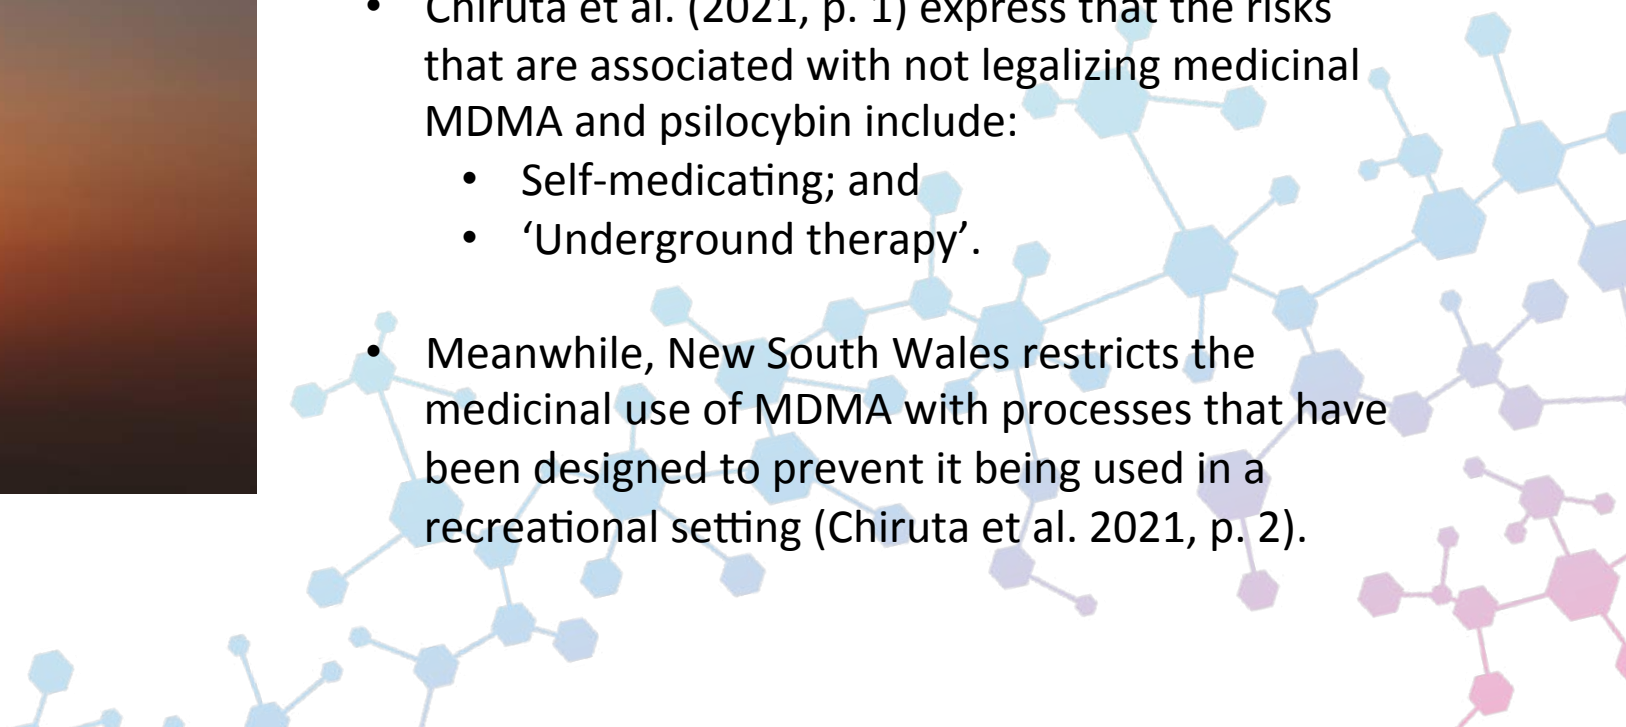 • Chiruta et al. (2021, p. 1) express that the risks
that are associated with not legalizing medicinal
MDMA and psilocybin include:
• Self-medicating; and
• ‘Underground therapy’.
• Meanwhile, New South Wales restricts the
medicinal use of MDMA with processes that have
been designed to prevent it being used in a
recreational setting (Chiruta et al. 2021, p. 2).